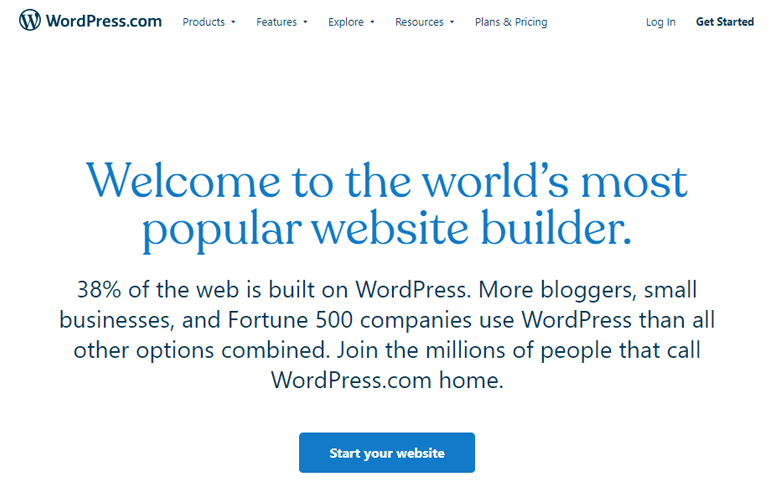 WordPress.com Products Features Explore Resources Plans & Pricing Log In Get Started
Welcome to the world’s most
popular website builder.
38% of the web is built on WordPress. More bloggers, small
businesses, and Fortune 500 companies use WordPress than all
other options combined. Join the millions of people that call
WordPress.com home.
Start your website